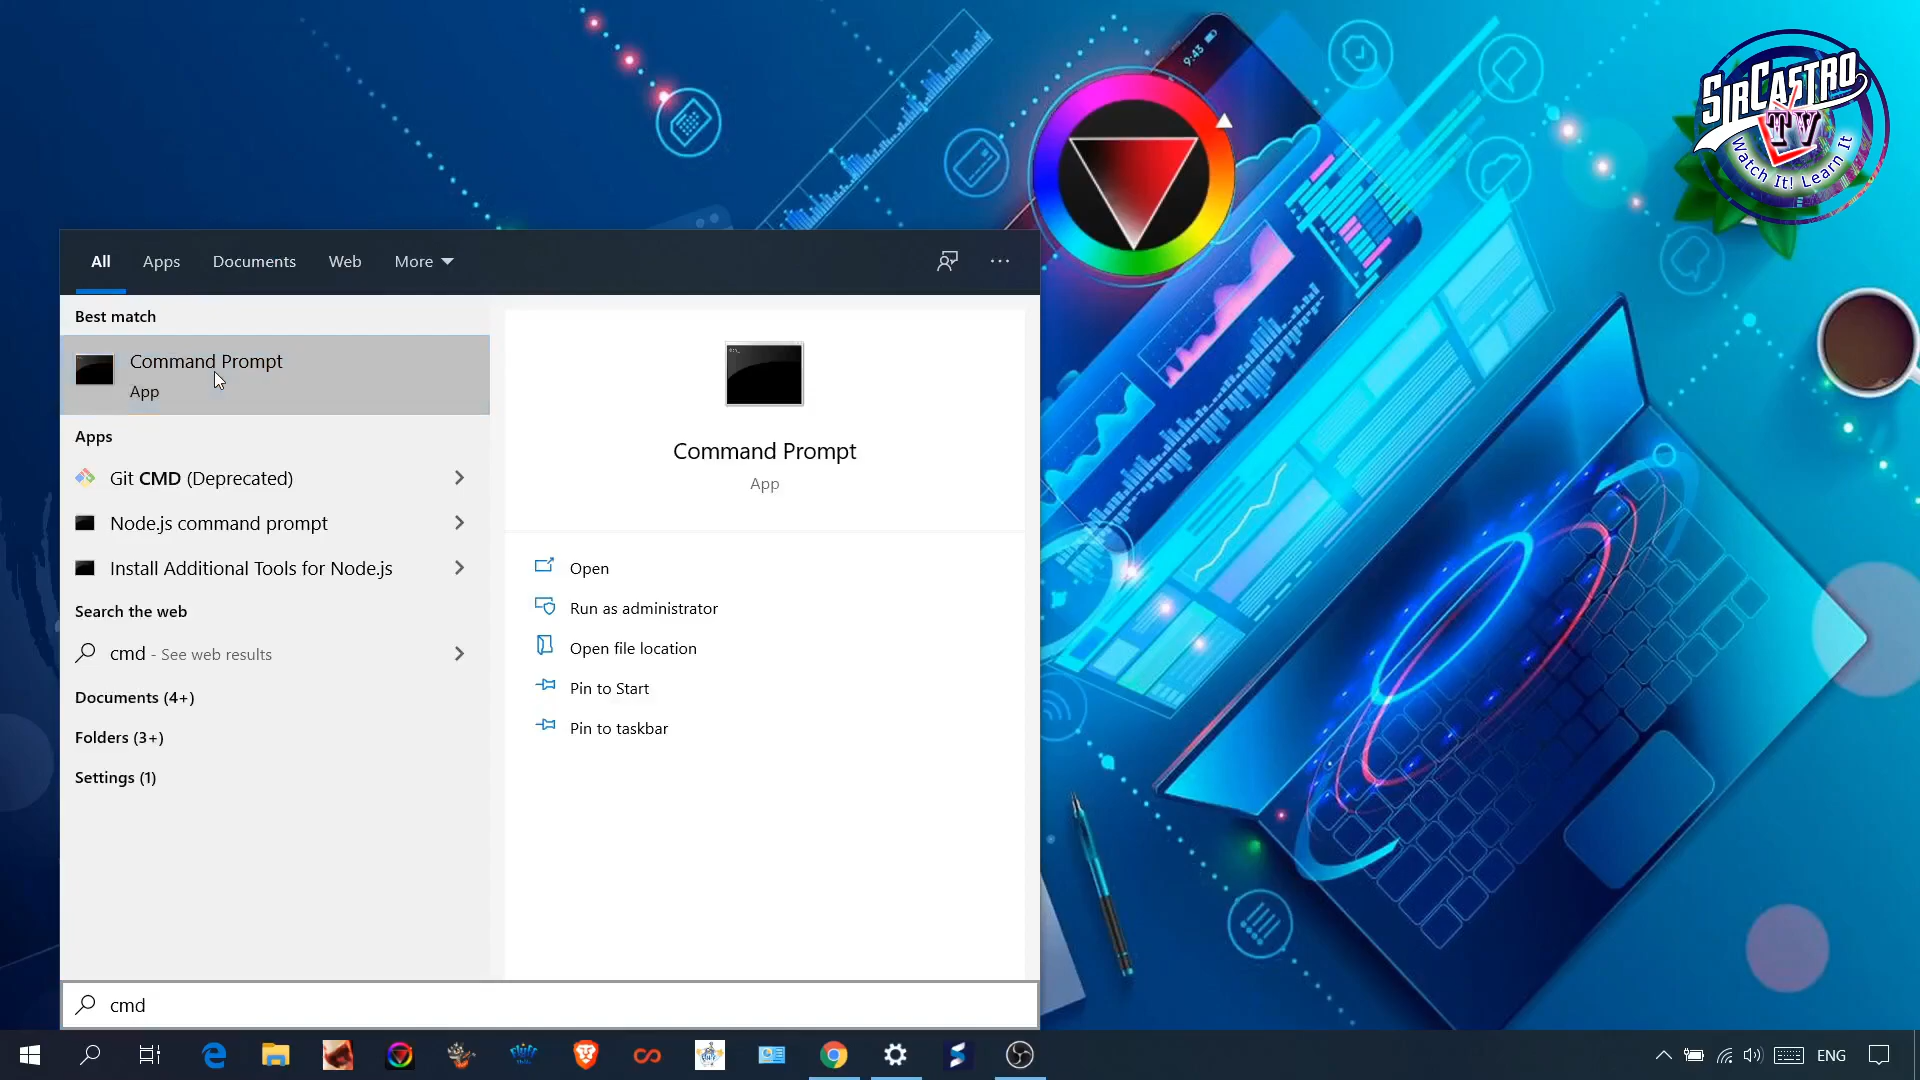 9:43
SIRCASTRO
TV
Watch It! Learn It
All Apps Documents Web More
Best match
Command Prompt
App
Apps
Git CMD (Deprecated)
Node.js command prompt
Install Additional Tools for Node.js
Search the web
cmd - See web results
Documents (4+)
Folders (3+)
Settings (1)
Command Prompt
App
Open
Run as administrator
Open file location
Pin to Start
Pin to taskbar
cmd
ENG